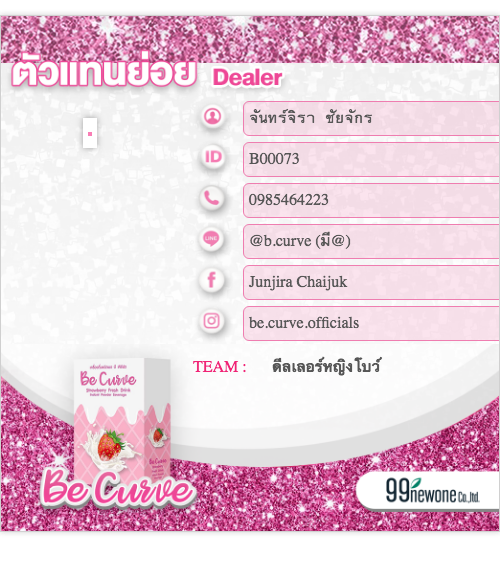 ตัวแทนย่อย Dealer
จันทร์จิรา ชัยจักร
ID B00073
0985464223
LINE @b.curve (มี@)
f Junjira Chaijuk
be.curve.officials
TEAM : ดีลเลอร์หญิงโบว์
Be Curve
Strawberry Fresh Drink
Be Curve
Be Curve
99newone Co.,ltd.